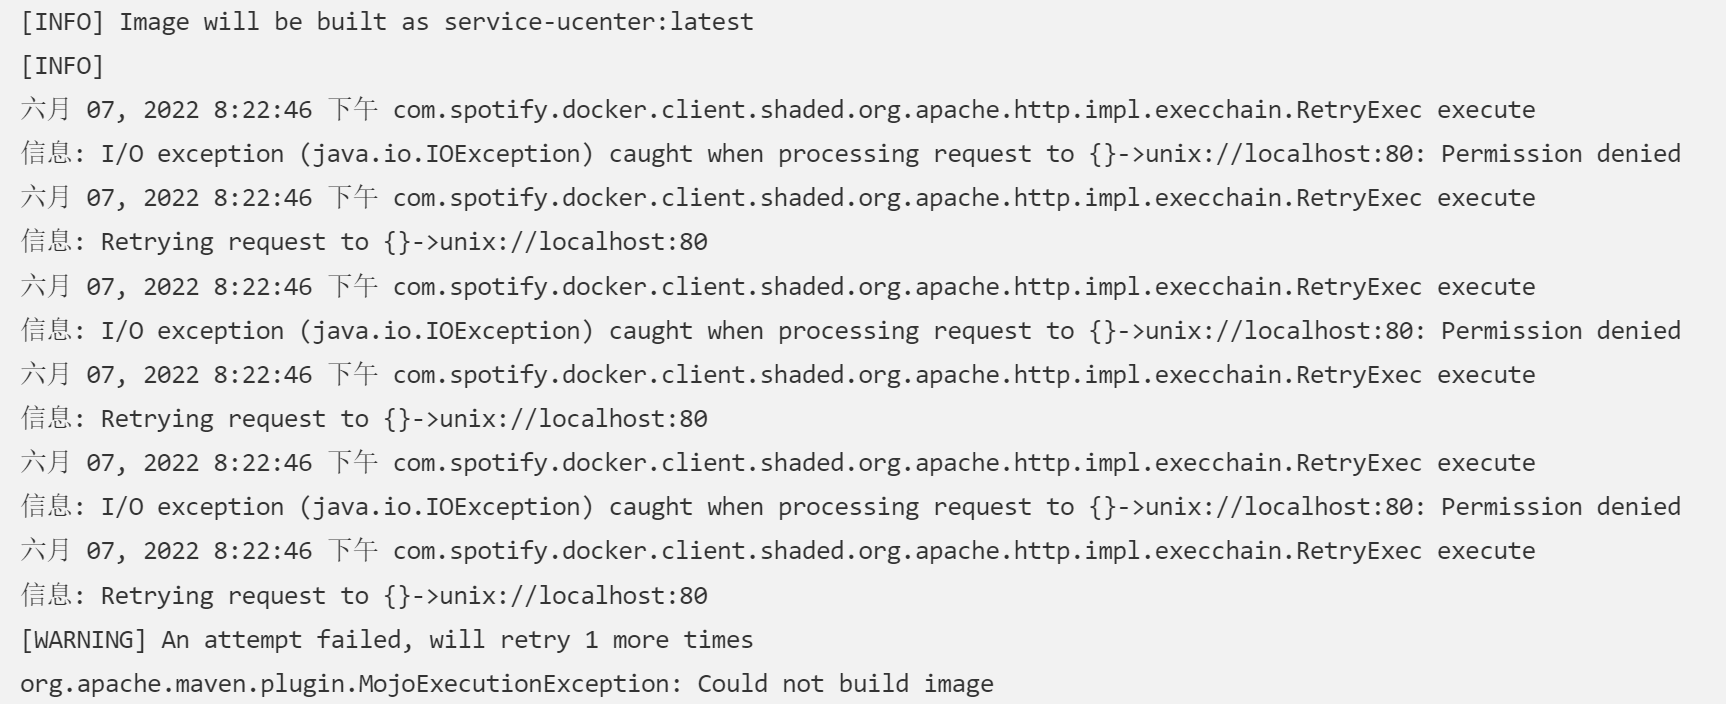 [INFO] Image will be built as service-ucenter:latest
[INFO]
六月 07, 2022 8:22:46 下午 com.spotify.docker.client.shaded.org.apache.http.impl.execchain.RetryExec execute
信息: I/O exception (java.io.IOException) caught when processing request to {}->unix://localhost:80: Permission denied
六月 07, 2022 8:22:46 下午 com.spotify.docker.client.shaded.org.apache.http.impl.execchain.RetryExec execute
信息: Retrying request to {}->unix://localhost:80
六月 07, 2022 8:22:46 下午 com.spotify.docker.client.shaded.org.apache.http.impl.execchain.RetryExec execute
信息: I/O exception (java.io.IOException) caught when processing request to {}->unix://localhost:80: Permission denied
六月 07, 2022 8:22:46 下午 com.spotify.docker.client.shaded.org.apache.http.impl.execchain.RetryExec execute
信息: Retrying request to {}->unix://localhost:80
六月 07, 2022 8:22:46 下午 com.spotify.docker.client.shaded.org.apache.http.impl.execchain.RetryExec execute
信息: I/O exception (java.io.IOException) caught when processing request to {}->unix://localhost:80: Permission denied
六月 07, 2022 8:22:46 下午 com.spotify.docker.client.shaded.org.apache.http.impl.execchain.RetryExec execute
信息: Retrying request to {}->unix://localhost:80
[WARNING] An attempt failed, will retry 1 more times
org.apache.maven.plugin.MojoExecutionException: Could not build image